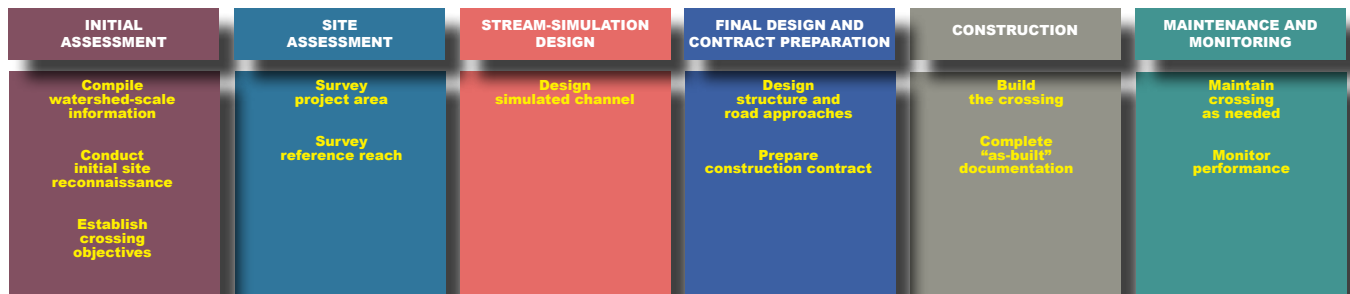 INITIAL
ASSESSMENT
Compile
watershed-scale
information
Conduct
initial site
reconnaissance
Establish
crossing
objectives
SITE
ASSESSMENT
Survey
project area
Survey
reference reach
STREAM-SIMULATION
DESIGN
Design
simulated channel
FINAL DESIGN AND
CONTRACT PREPARATION
Design
structure and
road approaches
Prepare
construction contract
CONSTRUCTION
Build
the crossing
Complete
“as-built”
documentation
MAINTENANCE AND
MONITORING
Maintain
crossing
as needed
Monitor
performance